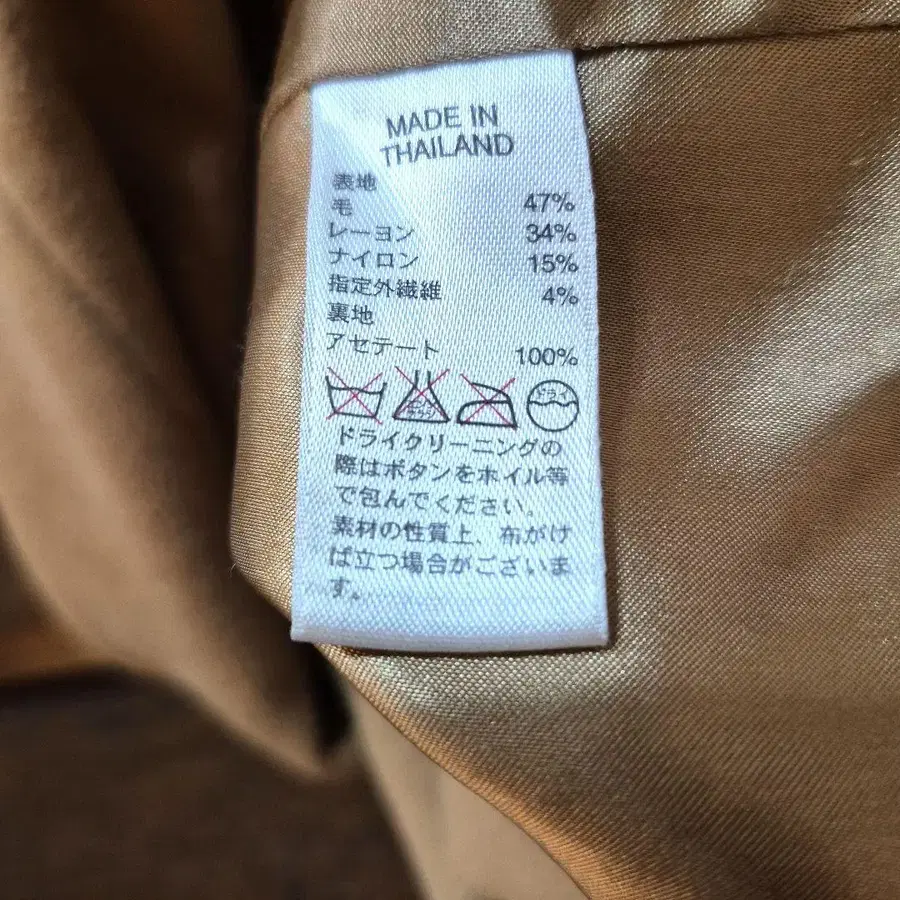 MADE IN
THAILAND
表地
毛 47%
レーヨン 34%
ナイロン 15%
指定外繊維 4%
裏地
アセテート 100%
ドライ
ドライクリーニングの
際はボタンをホイル等
で包んでください。
素材の性質上、布がけ
ば立つ場合がございま
す。